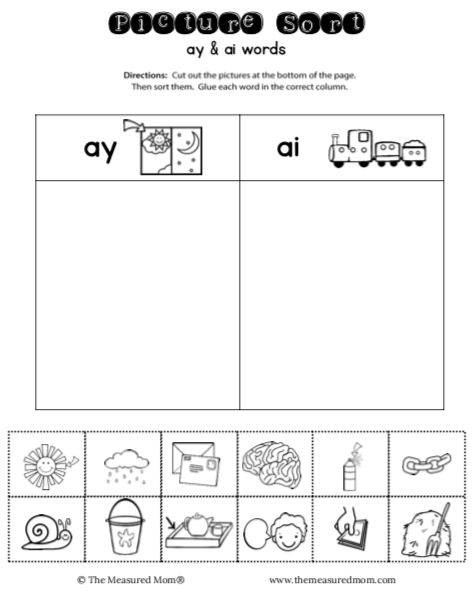 Picture Sort
ay & ai words
Directions: Cut out the pictures at the bottom of the page.
Then sort them. Glue each word in the correct column.
ay
ai
© The Measured Mom®
www.themeasuredmom.com